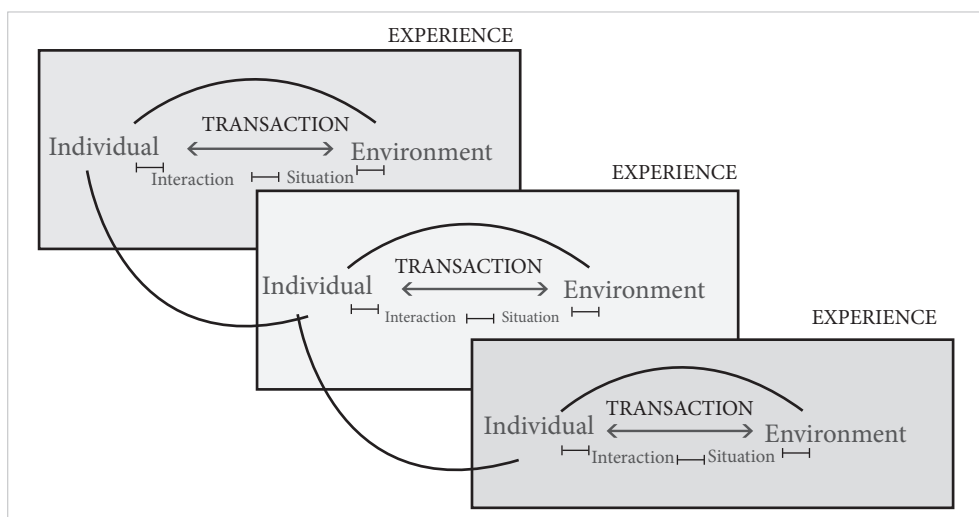 EXPERIENCE
TRANSACTION
Individual
Environment
Interaction
Situation
EXPERIENCE
TRANSACTION
Individual
Environment
Interaction
Situation
EXPERIENCE
TRANSACTION
Individual
Environment
Interaction
Situation